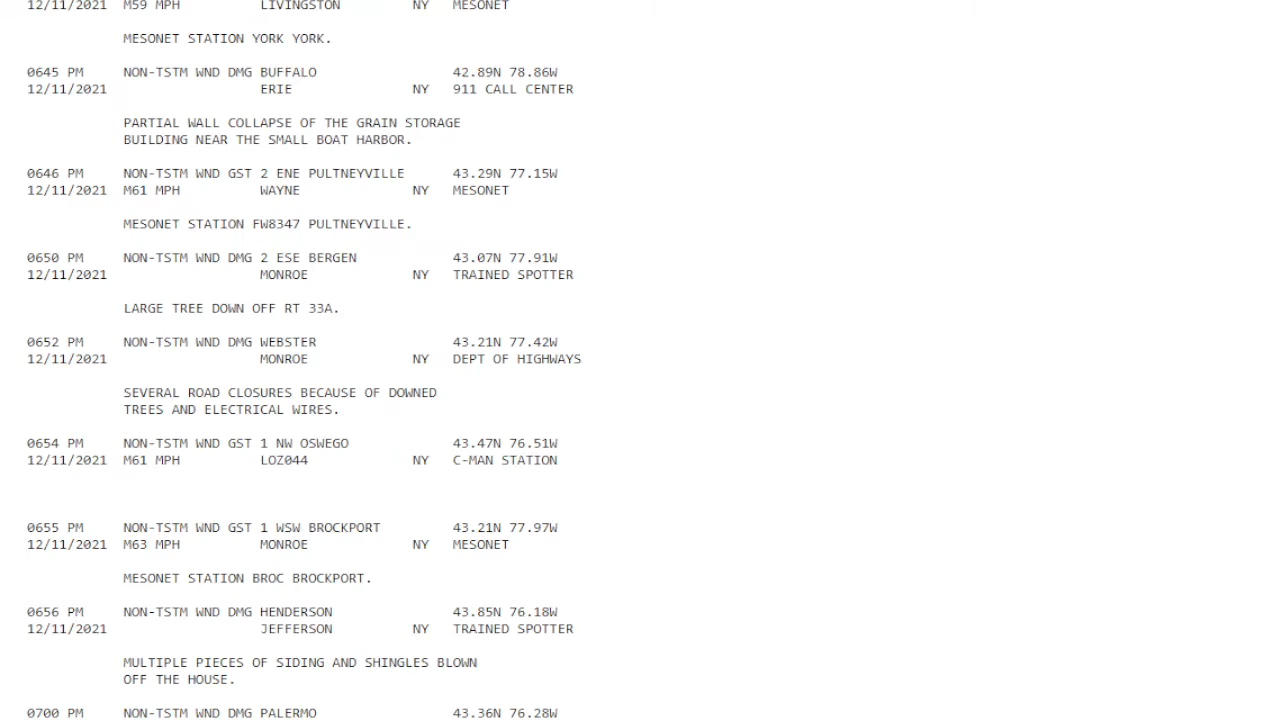 12/11/2021 M59 MPH LIVINGSTON NY MESONET
MESONET STATION YORK YORK.
0645 PM NON-TSTM WND DMG BUFFALO 42.89N 78.86W
12/11/2021 ERIE NY 911 CALL CENTER
PARTIAL WALL COLLAPSE OF THE GRAIN STORAGE
BUILDING NEAR THE SMALL BOAT HARBOR.
0646 PM NON-TSTM WND GST 2 ENE PULTNEYVILLE 43.29N 77.15W
12/11/2021 M61 MPH WAYNE NY MESONET
MESONET STATION FW8347 PULTNEYVILLE.
0650 PM NON-TSTM WND DMG 2 ESE BERGEN 43.07N 77.91W
12/11/2021 MONROE NY TRAINED SPOTTER
LARGE TREE DOWN OFF RT 33A.
0652 PM NON-TSTM WND DMG WEBSTER 43.21N 77.42W
12/11/2021 MONROE NY DEPT OF HIGHWAYS
SEVERAL ROAD CLOSURES BECAUSE OF DOWNED
TREES AND ELECTRICAL WIRES.
0654 PM NON-TSTM WND GST 1 NW OSWEGO 43.47N 76.51W
12/11/2021 M61 MPH LOZ044 NY C-MAN STATION
0655 PM NON-TSTM WND GST 1 WSW BROCKPORT 43.21N 77.97W
12/11/2021 M63 MPH MONROE NY MESONET
MESONET STATION BROC BROCKPORT.
0656 PM NON-TSTM WND DMG HENDERSON 43.85N 76.18W
12/11/2021 JEFFERSON NY TRAINED SPOTTER
MULTIPLE PIECES OF SIDING AND SHINGLES BLOWN
OFF THE HOUSE.
0700 PM NON-TSTM WND DMG PALERMO 43.36N 76.28W